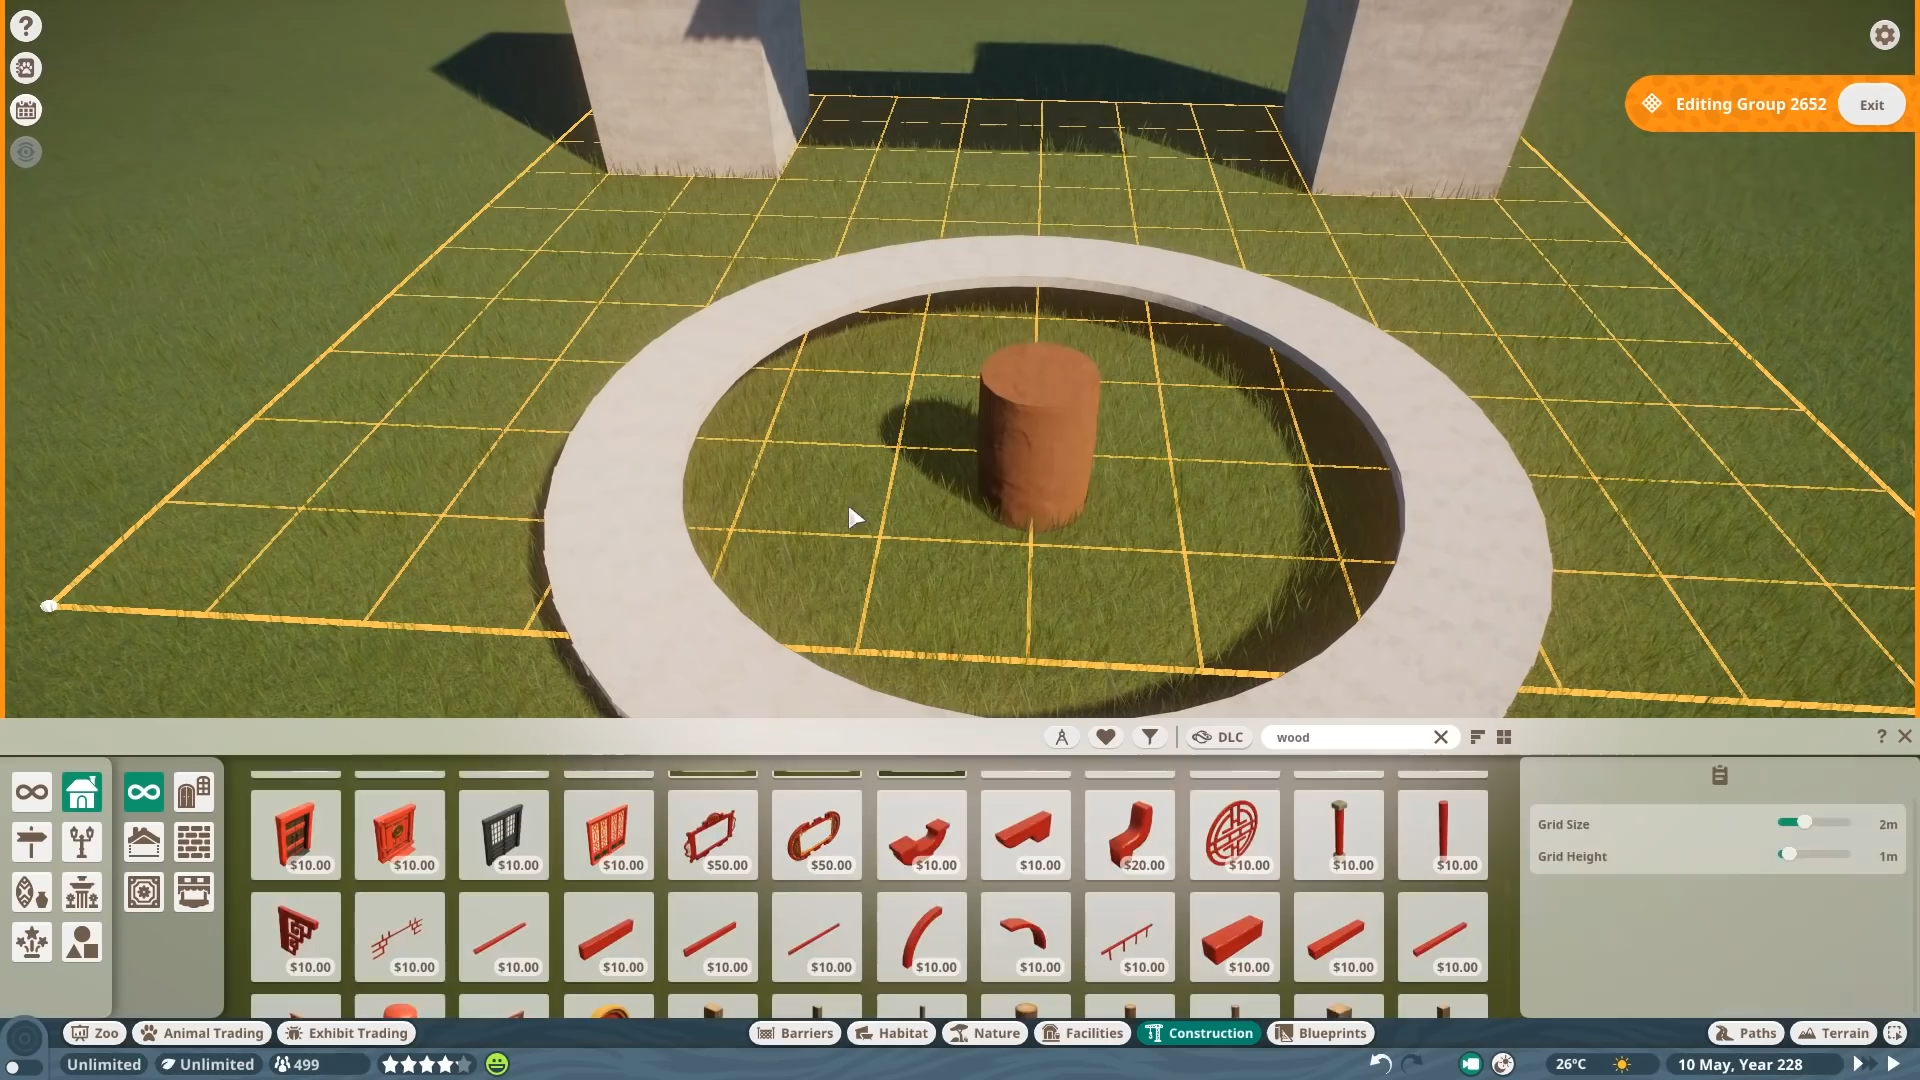 ?
Editing Group 2652 Exit
DLC wood ?
$10.00 $10.00 $10.00 $10.00 $50.00 $50.00 $10.00 $10.00 $20.00 $10.00 $10.00 $10.00
Grid Size 2m
Grid Height 1m
$10.00 $10.00 $10.00 $10.00 $10.00 $10.00 $10.00 $10.00 $10.00 $10.00 $10.00 $10.00
Zoo Animal Trading Exhibit Trading Barriers Habitat Nature Facilities Construction Blueprints Paths Terrain
Unlimited Unlimited 499 26°C 10 May, Year 228